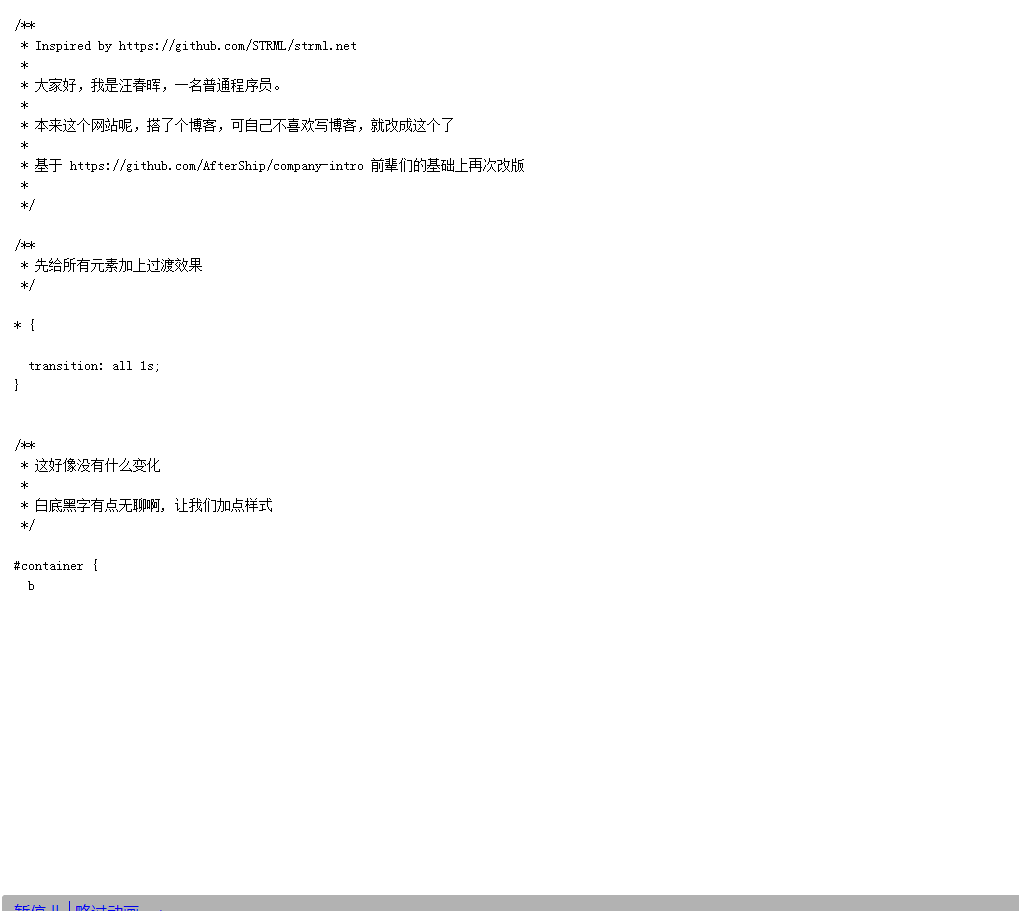 /**
 * Inspired by https://github.com/STRML/strml.net
 *
 * 大家好，我是汪春晖，一名普通程序员。
 *
 * 本来这个网站呢，搭了个博客，可自己不喜欢写博客，就改成这个了
 *
 * 基于 https://github.com/AfterShip/company-intro 前辈们的基础上再次改版
 *
 */
/**
 * 先给所有元素加上过渡效果
 */
* {
  transition: all 1s;
}
/**
 * 这好像没有什么变化
 *
 * 白底黑字有点无聊啊, 让我们加点样式
 */
#container {
  b
暂停 || 略过动画